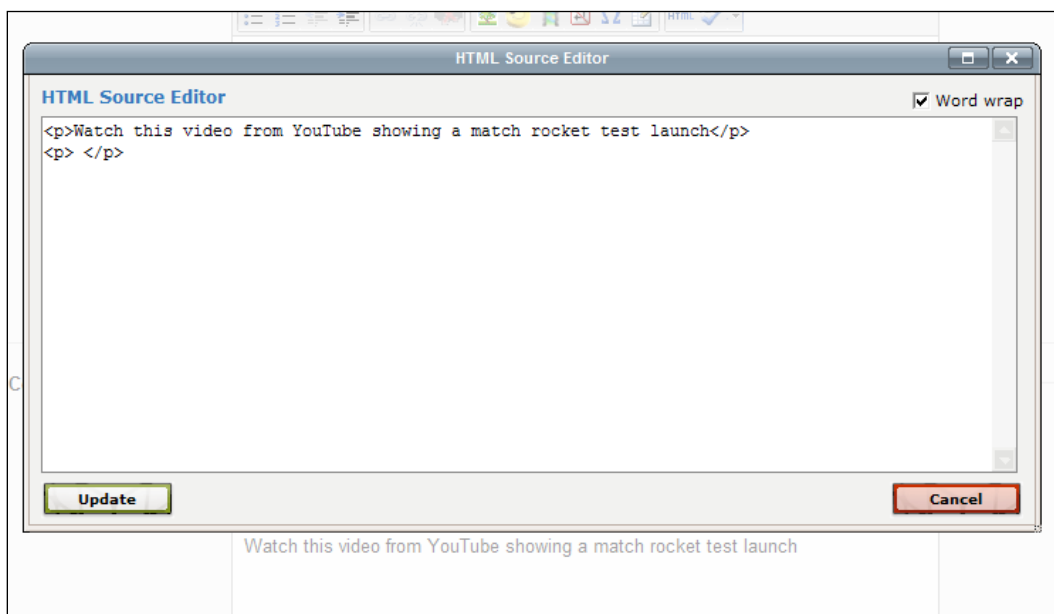 HTML
HTML Source Editor
HTML Source Editor
Word wrap
<p>Watch this video from YouTube showing a match rocket test launch</p>
<p> </p>
C
Update
Cancel
Watch this video from YouTube showing a match rocket test launch